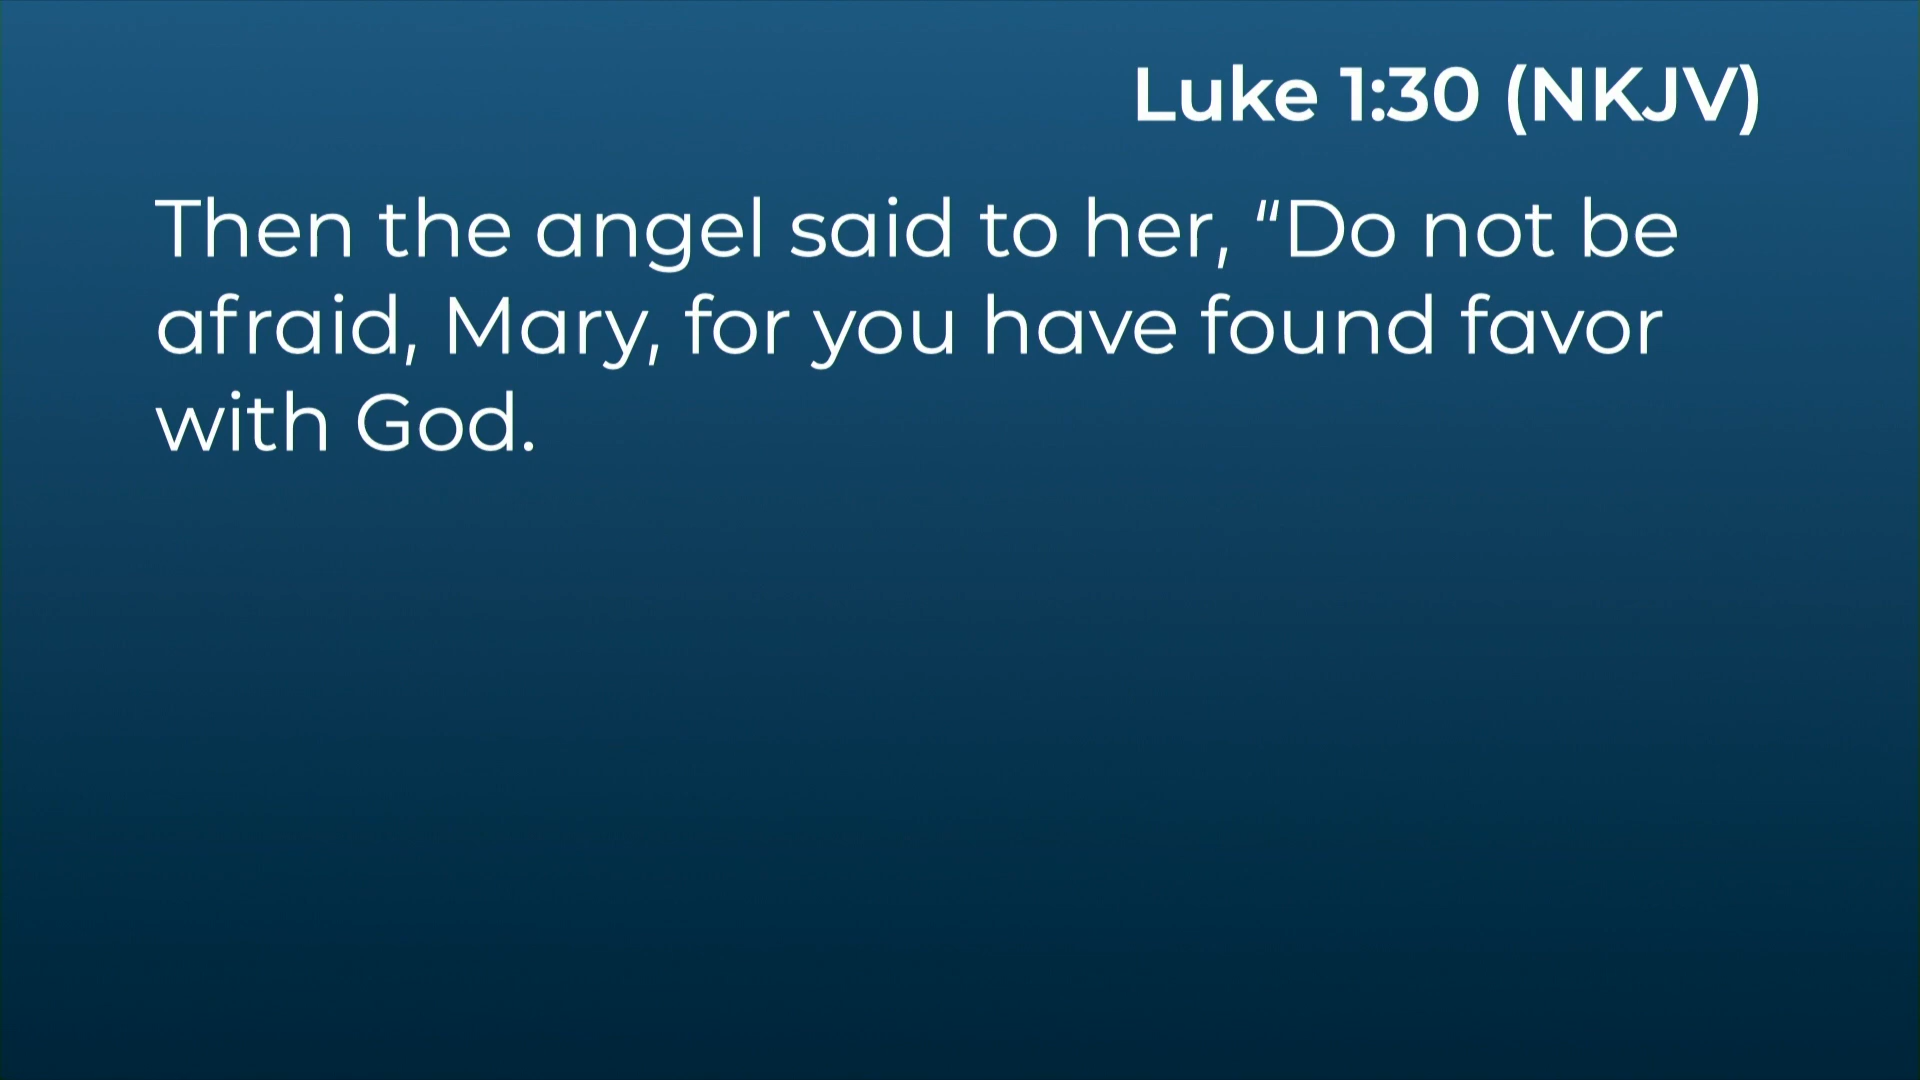 Luke 1:30 (NKJV)
Then the angel said to her, “Do not be
afraid, Mary, for you have found favor
with God.